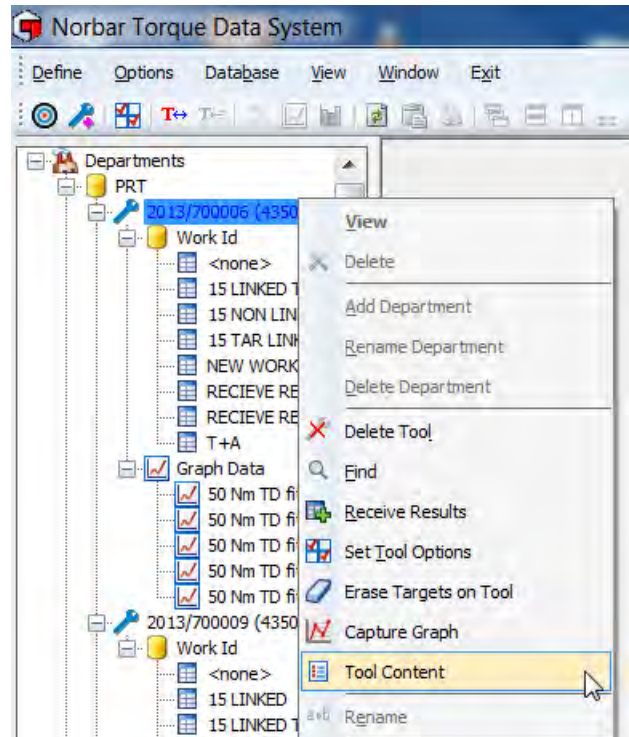 Norbar Torque Data System
Define Options Database View Window Exit
T↔ T←
Departments
PRT
2013/700006 (4350
Work Id
<none>
15 LINKED T
15 NON LIN
15 TAR LINK
NEW WORK
RECIEVE RE
RECIEVE RE
T+A
Graph Data
50 Nm TD fi
50 Nm TD fi
50 Nm TD fi
50 Nm TD fi
50 Nm TD fi
2013/700009 (4350
Work Id
<none>
15 LINKED
15 LINKED T
View
Delete
Add Department
Rename Department
Delete Department
Delete Tool
Find
Receive Results
Set Tool Options
Erase Targets on Tool
Capture Graph
Tool Content
Rename